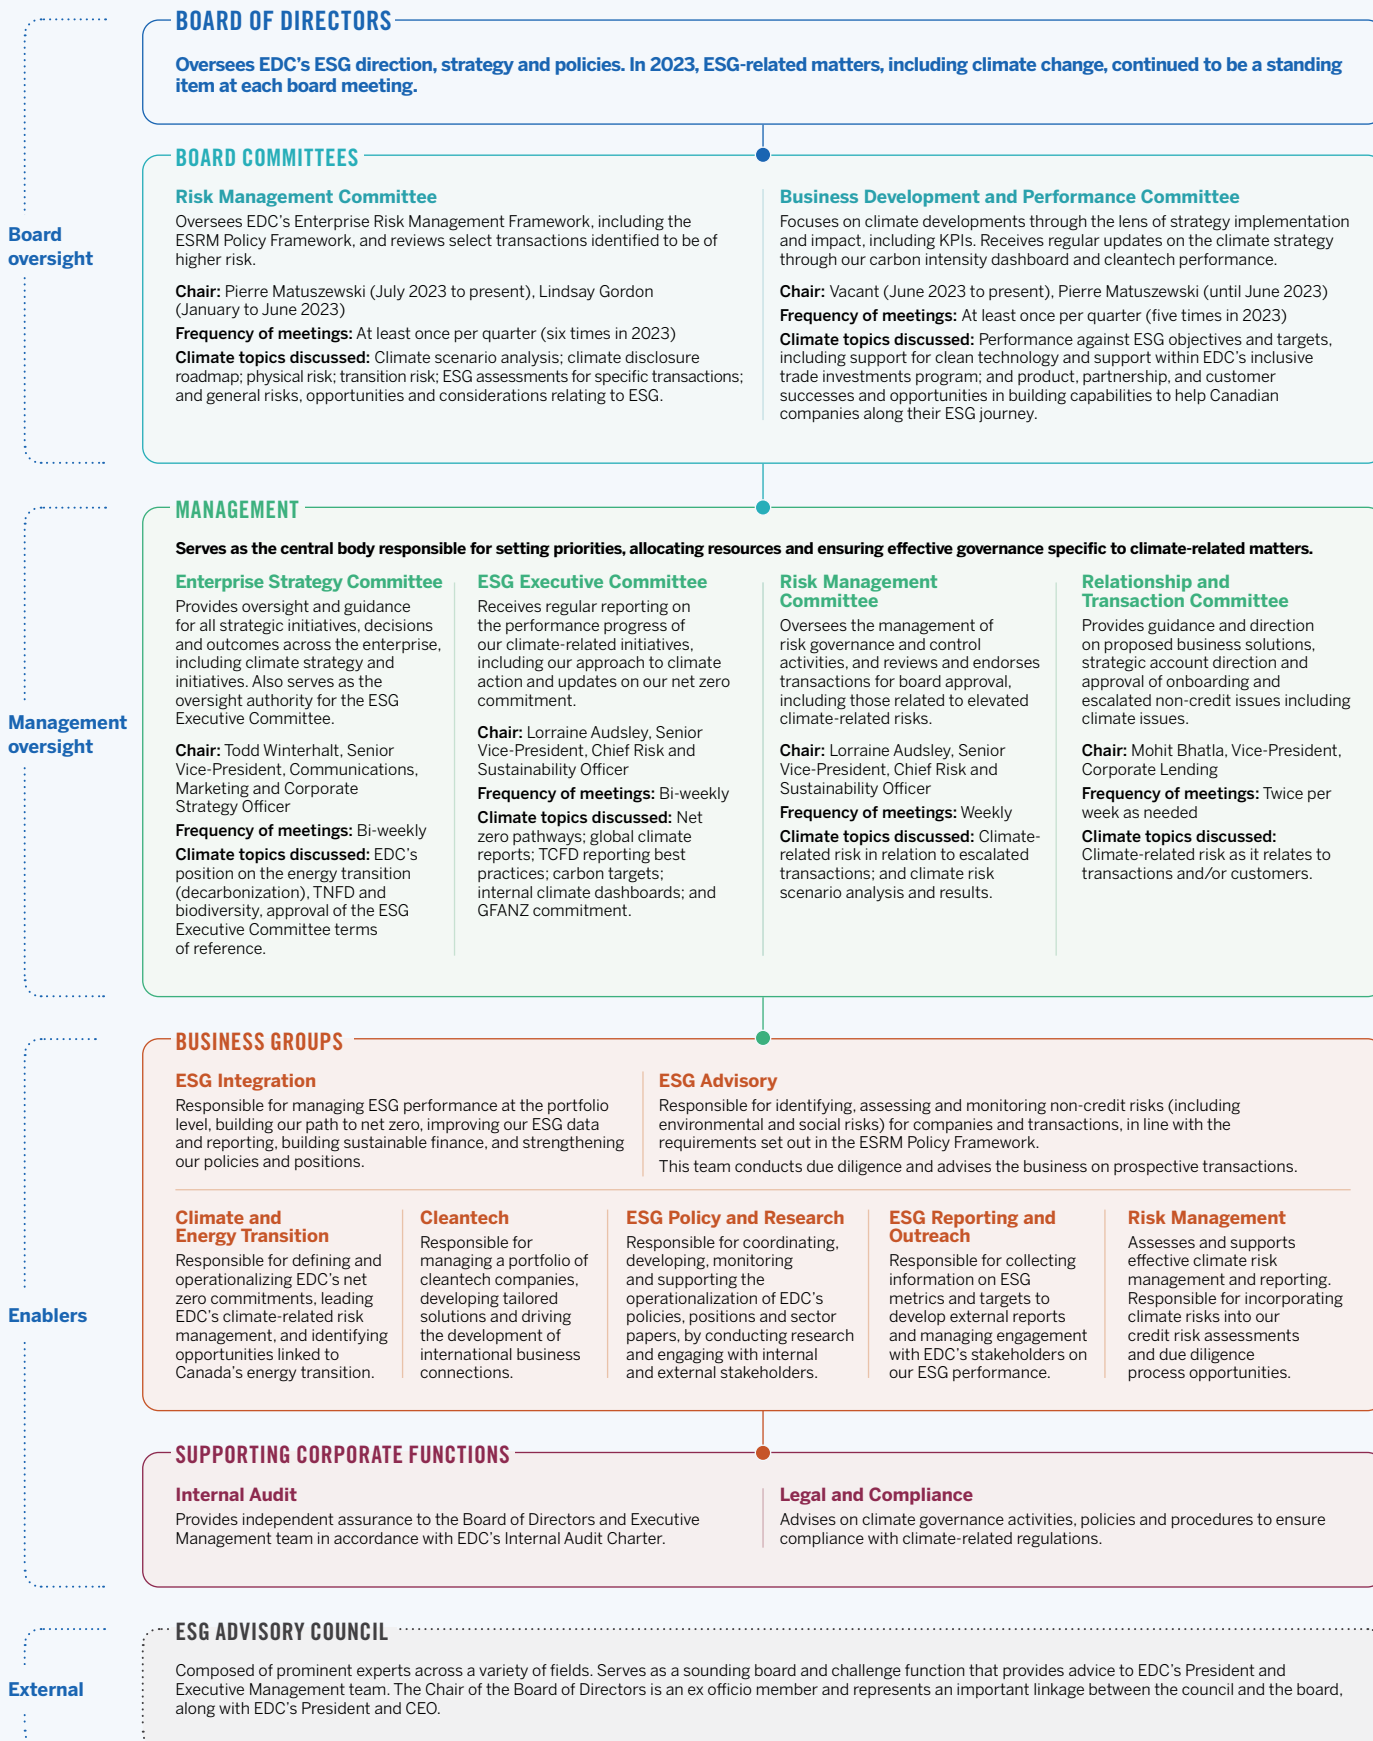 BOARD OF DIRECTORS
Oversees EDC's ESG direction, strategy and policies. In 2023, ESG-related matters, including climate change, continued to be a standing
item at each board meeting.
Board
oversight
BOARD COMMITTEES
Risk Management Committee
Oversees EDC's Enterprise Risk Management Framework, including the
ESRM Policy Framework, and reviews select transactions identified to be of
higher risk.
Chair: Pierre Matuszewski (July 2023 to present), Lindsay Gordon
(January to June 2023)
Frequency of meetings: At least once per quarter (six times in 2023)
Climate topics discussed: Climate scenario analysis; climate disclosure
roadmap; physical risk; transition risk; ESG assessments for specific transactions;
and general risks, opportunities and considerations relating to ESG.
Business Development and Performance Committee
Focuses on climate developments through the lens of strategy implementation
and impact, including KPIs. Receives regular updates on the climate strategy
through our carbon intensity dashboard and cleantech performance.
Chair: Vacant (June 2023 to present), Pierre Matuszewski (until June 2023)
Frequency of meetings: At least once per quarter (five times in 2023)
Climate topics discussed: Performance against ESG objectives and targets,
including support for clean technology and support within EDC's inclusive
trade investments program; and product, partnership, and customer
successes and opportunities in building capabilities to help Canadian
companies along their ESG journey.
Management
oversight
MANAGEMENT
Serves as the central body responsible for setting priorities, allocating resources and ensuring effective governance specific to climate-related matters.
Enterprise Strategy Committee
Provides oversight and guidance
for all strategic initiatives, decisions
and outcomes across the enterprise,
including climate strategy and
initiatives. Also serves as the
oversight authority for the ESG
Executive Committee.
Chair: Todd Winterhalt, Senior
Vice-President, Communications,
Marketing and Corporate
Strategy Officer
Frequency of meetings: Bi-weekly
Climate topics discussed: EDC's
position on the energy transition
(decarbonization), TNFD and
biodiversity, approval of the ESG
Executive Committee terms
of reference.
ESG Executive Committee
Receives regular reporting on
the performance progress of
our climate-related initiatives,
including our approach to climate
action and updates on our net zero
commitment.
Chair: Lorraine Audsley, Senior
Vice-President, Chief Risk and
Sustainability Officer
Frequency of meetings: Bi-weekly
Climate topics discussed: Net
zero pathways; global climate
reports; TCFD reporting best
practices; carbon targets;
internal climate dashboards; and
GFANZ commitment.
Risk Management
Committee
Oversees the management of
risk governance and control
activities, and reviews and endorses
transactions for board approval,
including those related to elevated
climate-related risks.
Chair: Lorraine Audsley, Senior
Vice-President, Chief Risk and
Sustainability Officer
Frequency of meetings: Weekly
Climate topics discussed: Climate-
related risk in relation to escalated
transactions; and climate risk
scenario analysis and results.
Relationship and
Transaction Committee
Provides guidance and direction
on proposed business solutions,
strategic account direction and
approval of onboarding and
escalated non-credit issues including
climate issues.
Chair: Mohit Bhatla, Vice-President,
Corporate Lending
Frequency of meetings: Twice per
week as needed
Climate topics discussed:
Climate-related risk as it relates to
transactions and/or customers.
Enablers
BUSINESS GROUPS
ESG Integration
Responsible for managing ESG performance at the portfolio
level, building our path to net zero, improving our ESG data
and reporting, building sustainable finance, and strengthening
our policies and positions.
ESG Advisory
Responsible for identifying, assessing and monitoring non-credit risks (including
environmental and social risks) for companies and transactions, in line with the
requirements set out in the ESRM Policy Framework.
This team conducts due diligence and advises the business on prospective transactions.
Climate and
Energy Transition
Responsible for defining and
operationalizing EDC's net
zero commitments, leading
EDC's climate-related risk
management, and identifying
opportunities linked to
Canada's energy transition.
Cleantech
Responsible for
managing a portfolio of
cleantech companies,
developing tailored
solutions and driving
the development of
international business
connections.
ESG Policy and Research
Responsible for coordinating,
developing, monitoring
and supporting the
operationalization of EDC's
policies, positions and sector
papers, by conducting research
and engaging with internal
and external stakeholders.
ESG Reporting and
Outreach
Responsible for collecting
information on ESG
metrics and targets to
develop external reports
and managing engagement
with EDC's stakeholders on
our ESG performance.
Risk Management
Assesses and supports
effective climate risk
management and reporting.
Responsible for incorporating
climate risks into our
credit risk assessments
and due diligence
process opportunities.
SUPPORTING CORPORATE FUNCTIONS
Internal Audit
Provides independent assurance to the Board of Directors and Executive
Management team in accordance with EDC's Internal Audit Charter.
Legal and Compliance
Advises on climate governance activities, policies and procedures to ensure
compliance with climate-related regulations.
External
ESG ADVISORY COUNCIL
Composed of prominent experts across a variety of fields. Serves as a sounding board and challenge function that provides advice to EDC's President and
Executive Management team. The Chair of the Board of Directors is an ex officio member and represents an important linkage between the council and the board,
along with EDC's President and CEO.